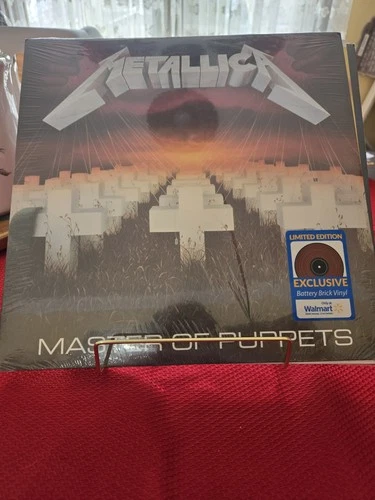 METALLICA
LIMITED EDITION
EXCLUSIVE
Battery Brick Vinyl
Walmart
MASTER OF PUPPETS